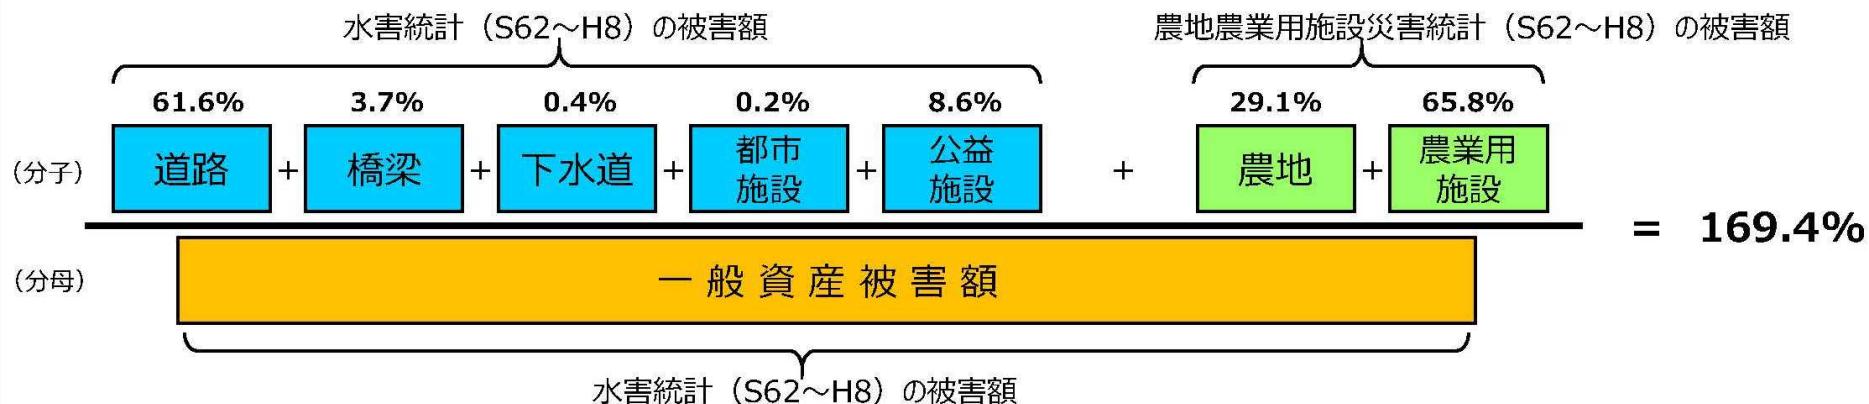 水害統計(S62~H8)の被害額
農地農業用施設災害統計(S62~H8)の被害額
61.6% 3.7% 0.4% 0.2% 8.6% 29.1% 65.8%
(分子) 道路 + 橋梁 + 下水道 + 都市施設 + 公益施設 + 農地 + 農業用施設
= 169.4%
(分母) 一般資産被害額
水害統計(S62~H8)の被害額